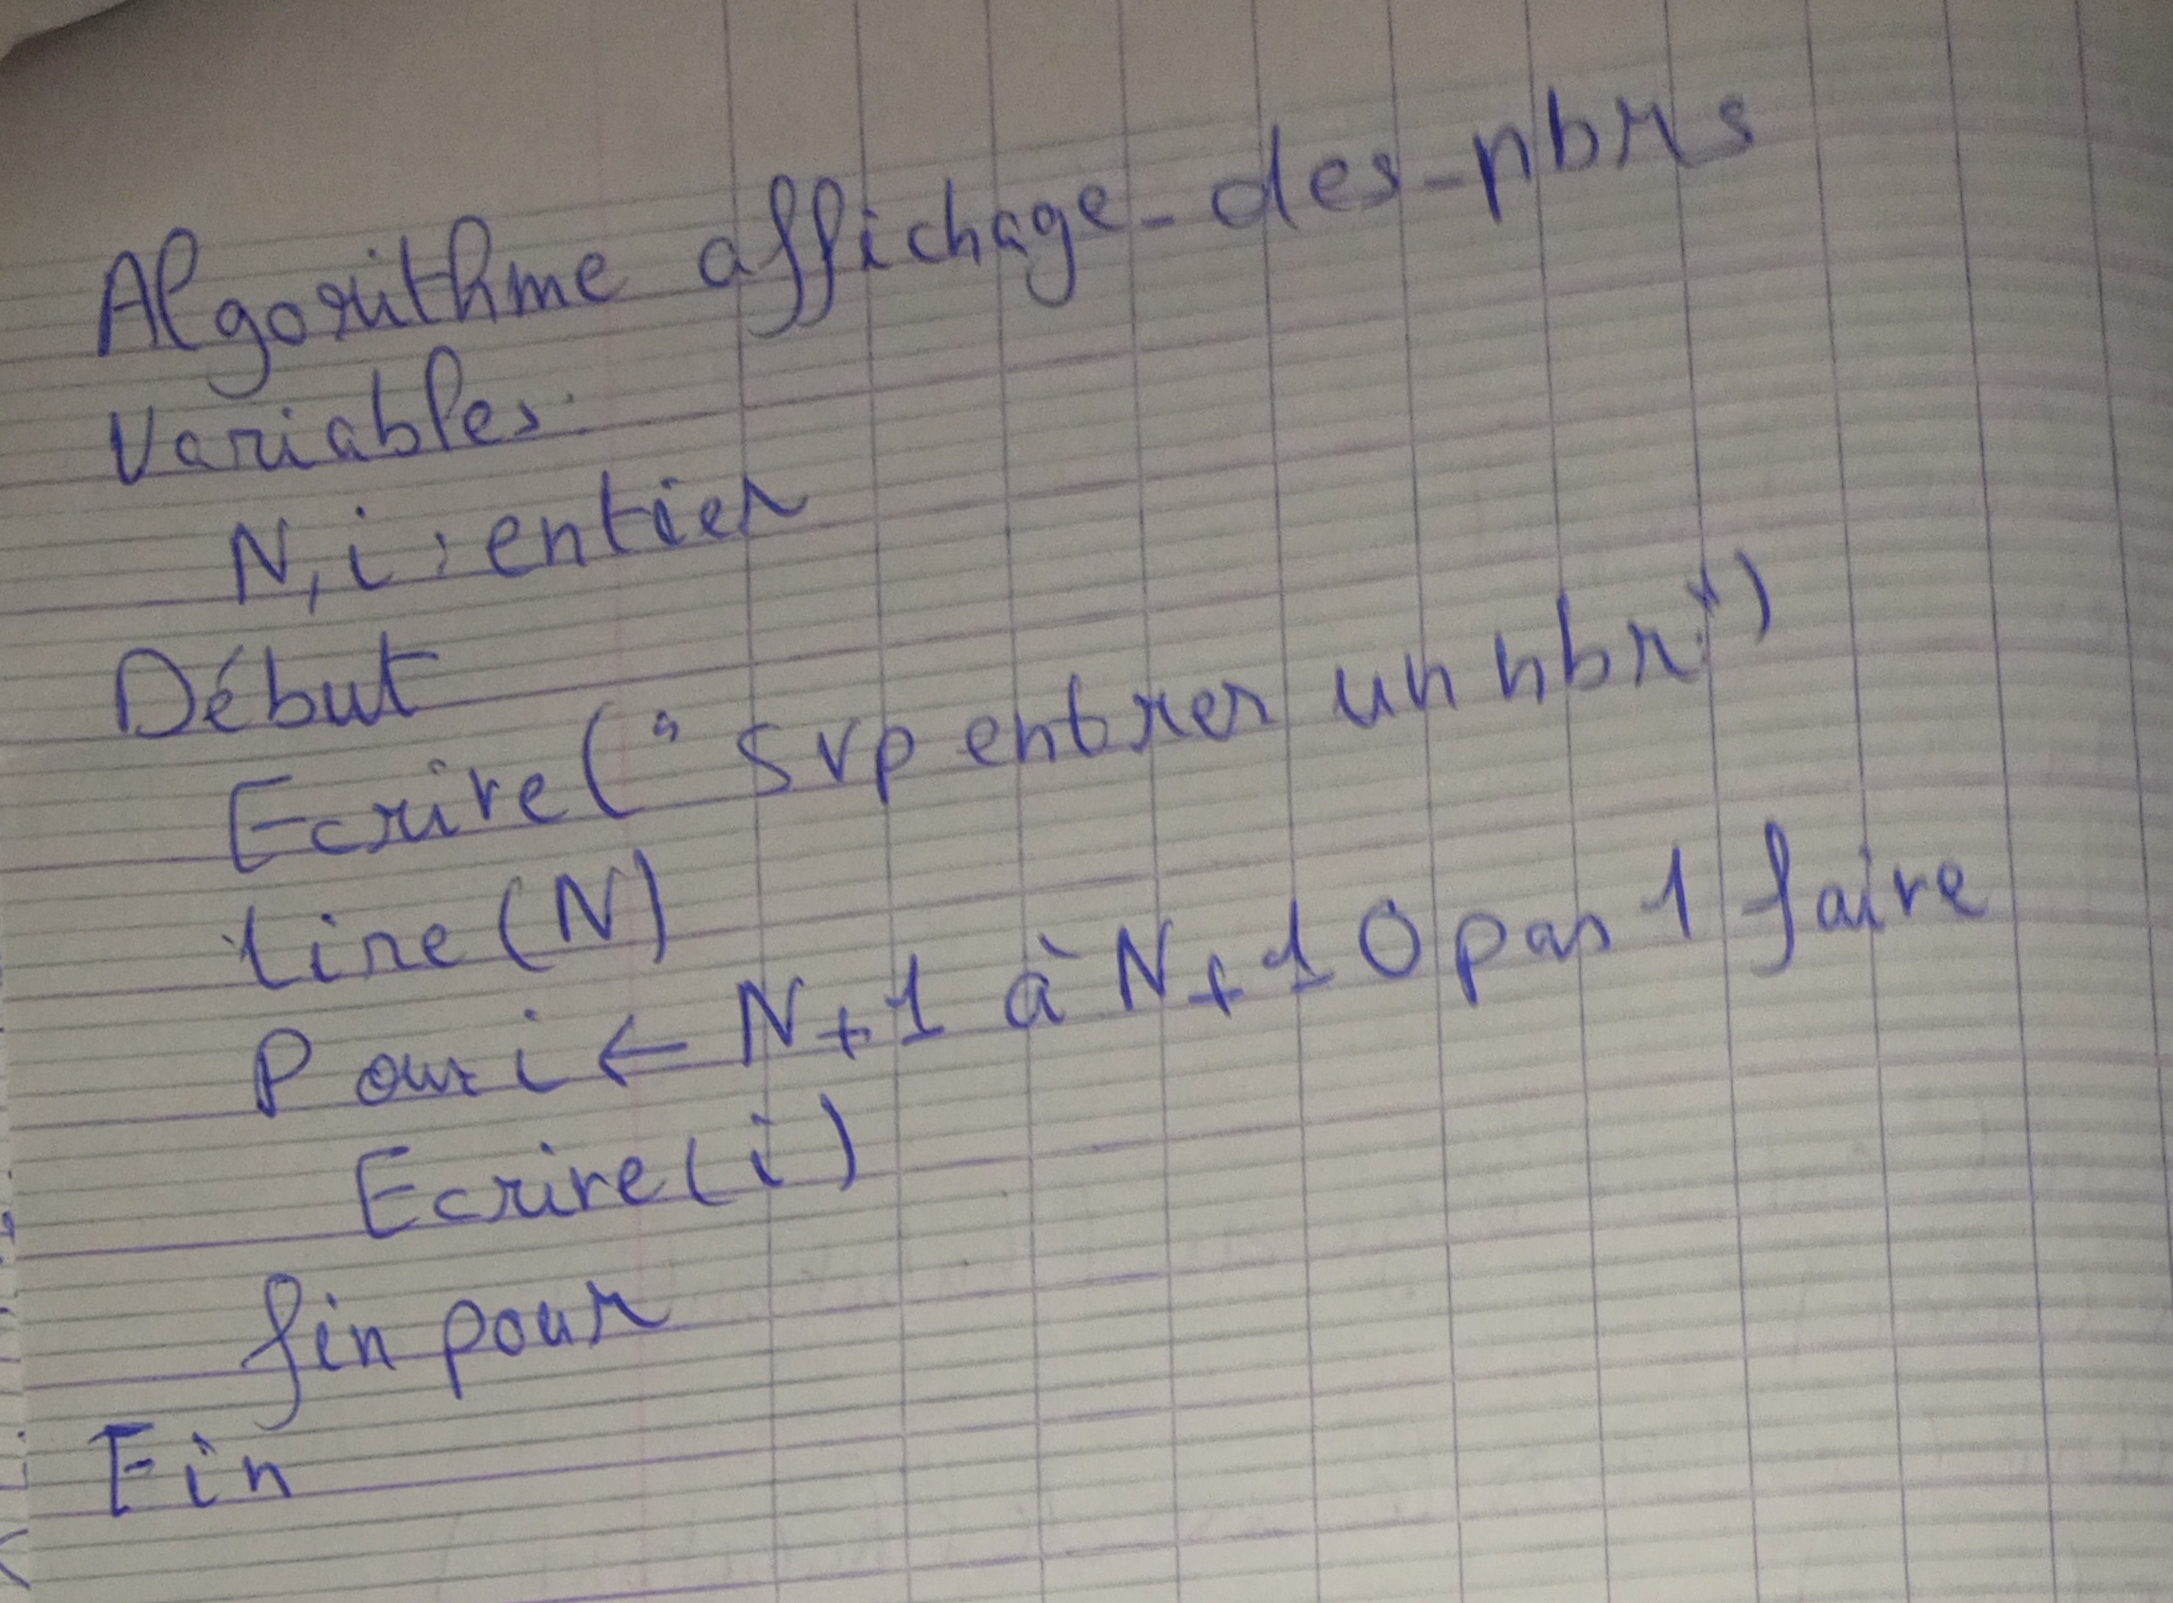 Algorithme affichage-des-nbrs
Variables:
N, i : entier
Début
Ecrire ("svp entrer un nbr")
Lire (N)
Pour i ← N+1 à N+10 pas 1 faire
Ecrire (i)
fin pour
Fin